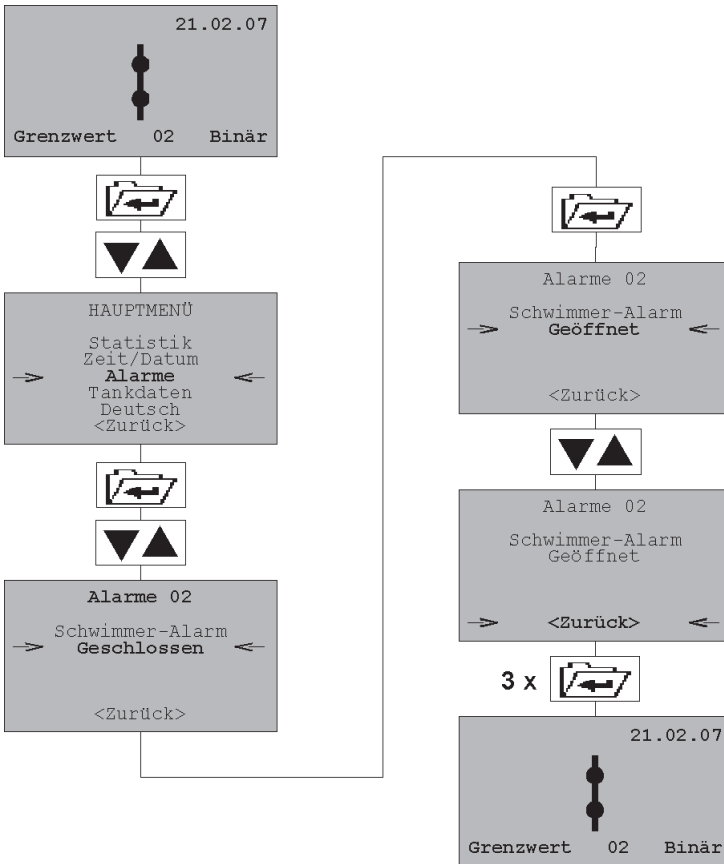 21.02.07
Grenzwert 02 Binär
HAUPTMENÜ
Statistik
Zeit/Datum
Alarme
Tankdaten
Deutsch
<Zurück>
Alarme 02
Schwimmer-Alarm
Geschlossen
<Zurück>
Alarme 02
Schwimmer-Alarm
Geöffnet
<Zurück>
Alarme 02
Schwimmer-Alarm
Geöffnet
<Zurück>
3 x
21.02.07
Grenzwert 02 Binär